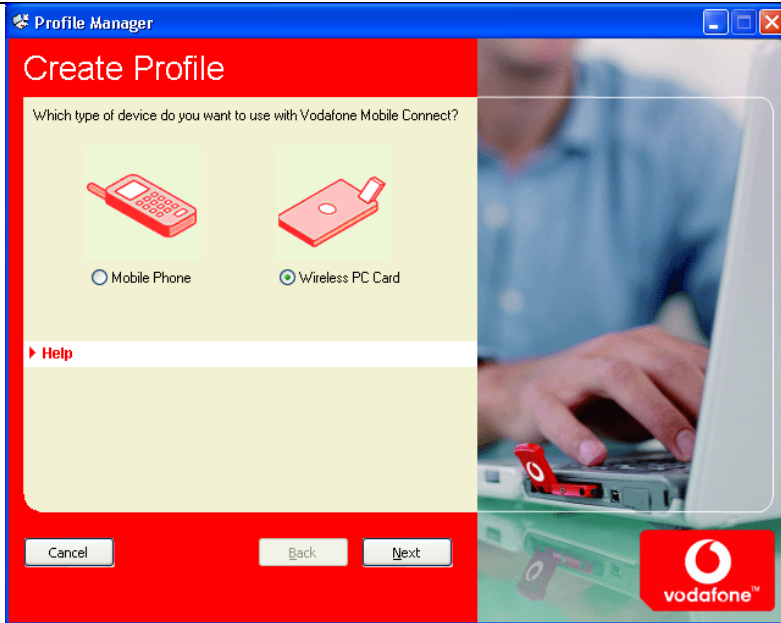 Profile Manager
Create Profile
Which type of device do you want to use with Vodafone Mobile Connect?
Mobile Phone
Wireless PC Card
Help
Cancel
Back
Next
vodafone™